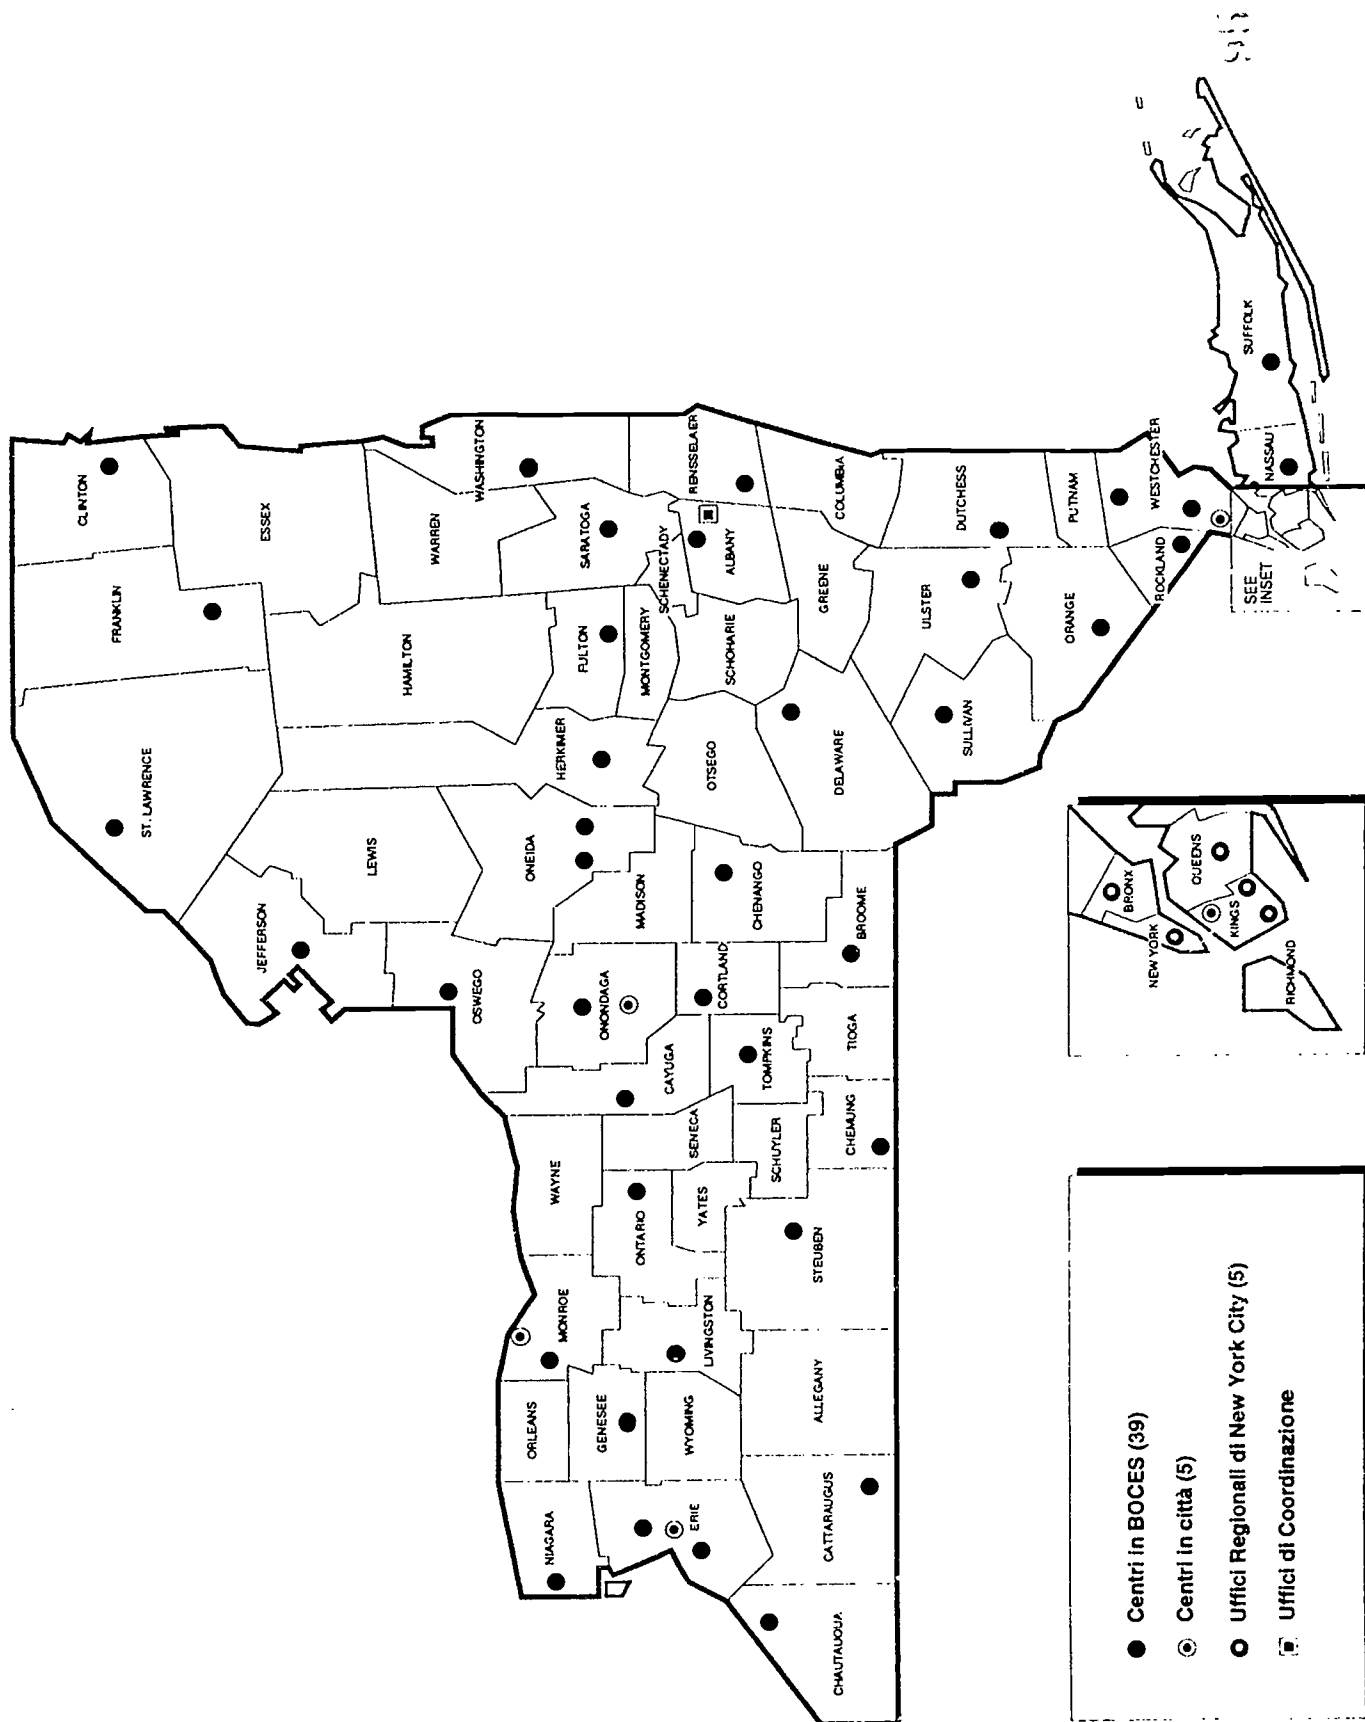 CLINTON
FRANKLIN
ST. LAWRENCE
ESSEX
JEFFERSON
LEWIS
HAMILTON
WARREN
WASHINGTON
HERKIMER
ONEIDA
OSWEGO
FULTON
SARATOGA
MONTGOMERY
SCHENECTADY
RENSSELAER
ALBANY
SCHOHARIE
OTSEGO
MADISON
ONONDAGA
CAYUGA
CHENANGO
CORTLAND
TOMPKINS
SENECA
WAYNE
ONTARIO
YATES
SCHUYLER
MONROE
LIVINGSTON
ORLEANS
GENESEE
WYOMING
NIAGARA
ERIE
CHAUTAUQUA
CATTARAUGUS
ALLEGANY
STEUBEN
CHEMUNG
TIOGA
BROOME
DELAWARE
GREENE
COLUMBIA
ULSTER
DUTCHESS
SULLIVAN
ORANGE
PUTNAM
ROCKLAND
WESTCHESTER
NASSAU
SUFFOLK
SEE
INSET
NEW YORK
BRONX
QUEENS
KINGS
RICHMOND
Centri in BOCES (39)
Centri in città (5)
Uffici Regionali di New York City (5)
Uffici di Coordinazione